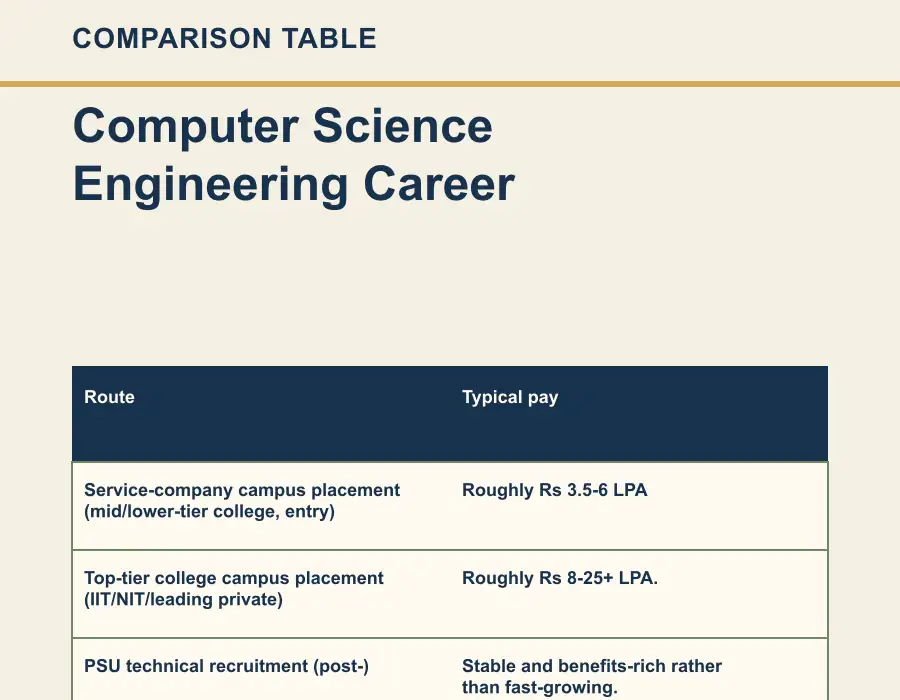 COMPARISON TABLE
Computer Science
Engineering Career
Route
Typical pay
Service-company campus placement
(mid/lower-tier college, entry)
Roughly Rs 3.5-6 LPA
Top-tier college campus placement
(IIT/NIT/leading private)
Roughly Rs 8-25+ LPA.
PSU technical recruitment (post-)
Stable and benefits-rich rather
than fast-growing.